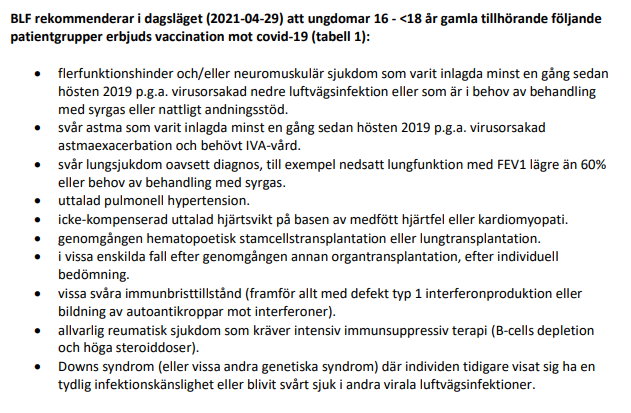 BLF rekommenderar i dagsläget (2021-04-29) att ungdomar 16 - <18 år gamla tillhörande följande
patientgrupper erbjuds vaccination mot covid-19 (tabell 1):
• flerfunktionshinder och/eller neuromuskulär sjukdom som varit inlagda minst en gång sedan
hösten 2019 p.g.a. virusorsakad nedre luftvägsinfektion eller som är i behov av behandling
med syrgas eller nattligt andningsstöd.
• svår astma som varit inlagda minst en gång sedan hösten 2019 p.g.a. virusorsakad
astmaexacerbation och behövt IVA-vård.
• svår lungsjukdom oavsett diagnos, till exempel nedsatt lungfunktion med FEV1 lägre än 60%
eller behov av behandling med syrgas.
• uttalad pulmonell hypertension.
• icke-kompenserad uttalad hjärtsvikt på basen av medfött hjärtfel eller kardiomyopati.
• genomgången hematopoetisk stamcellstransplantation eller lungtransplantation.
• i vissa enskilda fall efter genomgången annan organtransplantation, efter individuell
bedömning.
• vissa svåra immunbristtillstånd (framför allt med defekt typ 1 interferonproduktion eller
bildning av autoantikroppar mot interferoner).
• allvarlig reumatisk sjukdom som kräver intensiv immunsuppressiv terapi (B-cells depletion
och höga steroiddoser).
• Downs syndrom (eller vissa andra genetiska syndrom) där individen tidigare visat sig ha en
tydlig infektionskänslighet eller blivit svårt sjuk i andra virala luftvägsinfektioner.